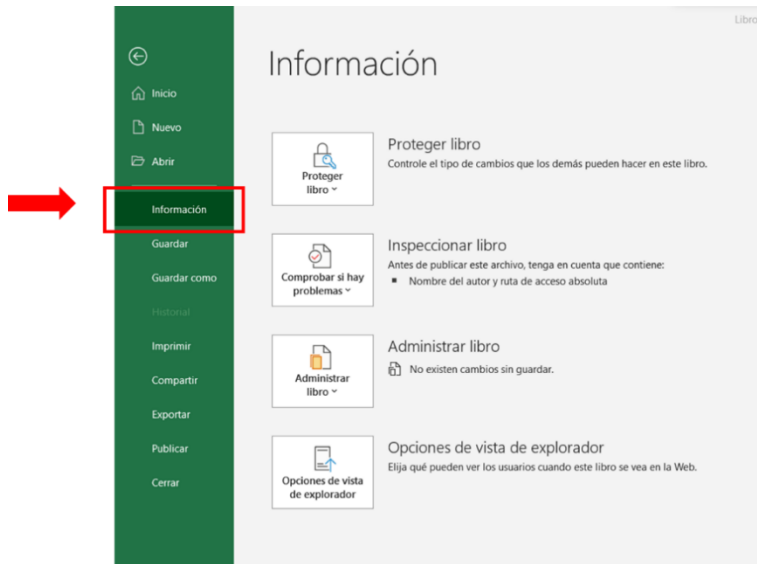 Libro
Inicio
Nuevo
Abrir
Información
Guardar
Guardar como
Historial
Imprimir
Compartir
Exportar
Publicar
Cerrar
Información
Proteger
libro
Proteger libro
Controle el tipo de cambios que los demás pueden hacer en este libro.
Comprobar si hay
problemas
Inspeccionar libro
Antes de publicar este archivo, tenga en cuenta que contiene:
Nombre del autor y ruta de acceso absoluta
Administrar
libro
Administrar libro
No existen cambios sin guardar.
Opciones de vista
de explorador
Opciones de vista de explorador
Elija qué pueden ver los usuarios cuando este libro se vea en la Web.